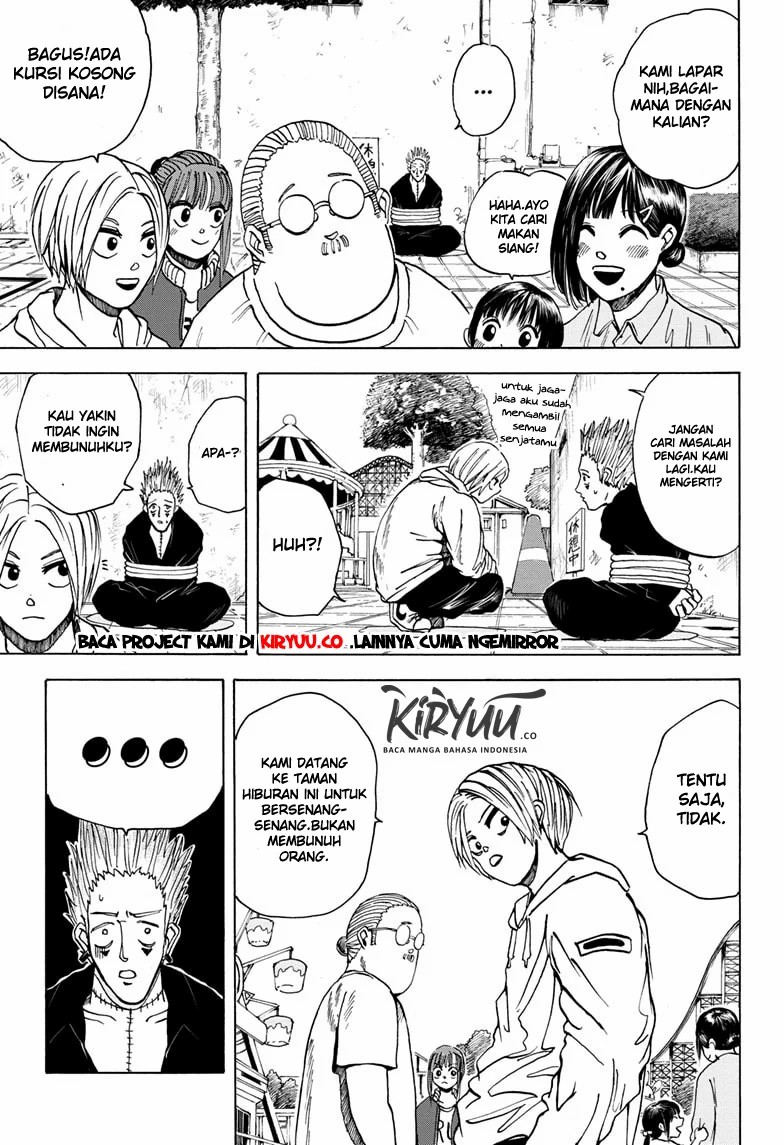 KAMI LAPAR
NIH,BAGAI-
MANA DENGAN
KALIAN?
HAHA.AYO
KITA CARI
MAKAN
SIANG!
...
BAGUS!ADA
KURSI KOSONG
DISANA!
JANGAN
CARI MASALAH
DENGAN KAMI
LAGI.KAU
MENGERTI?
untuk jaga-
jaga aku sudah
mengambil
semua
senjatamu
休憩中
HUH?!
APA-?
KAU YAKIN
TIDAK INGIN
MEMBUNUHKU?
BACA PROJECT KAMI DI KIRYUU.CO .LAINNYA CUMA NGEMIRROR
KIRYUU.CO
BACA MANGA BAHASA INDONESIA
TENTU
SAJA,
TIDAK.
KAMI DATANG
KE TAMAN
HIBURAN INI UNTUK
BERSENANG-
SENANG.BUKAN
MEMBUNUH
ORANG.
...